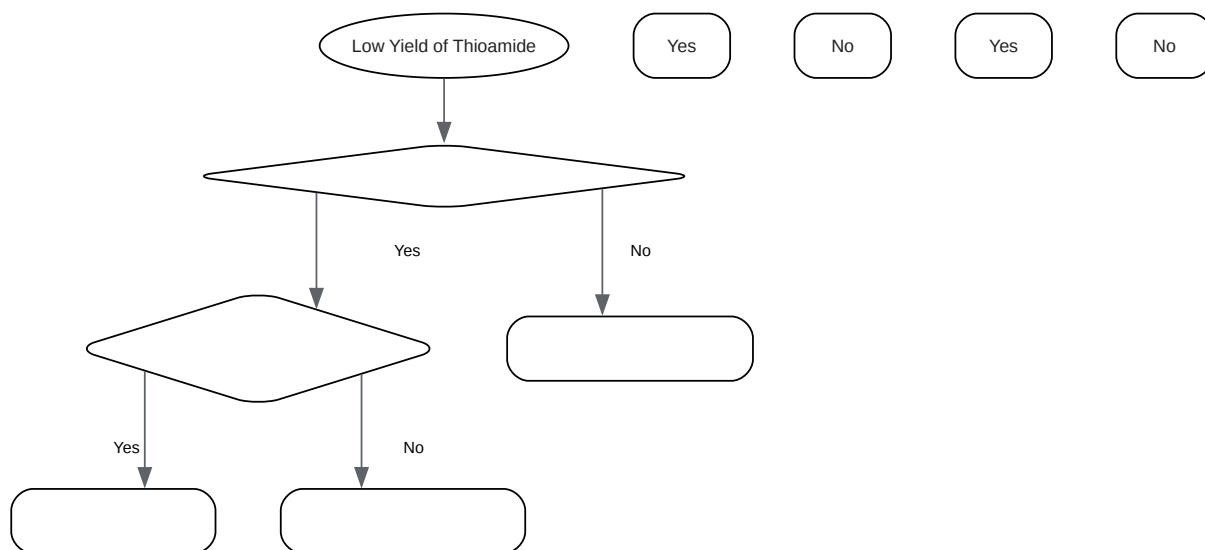 Low Yield of Thioamide
Yes
No
Yes
No
Yes
No
Yes
No